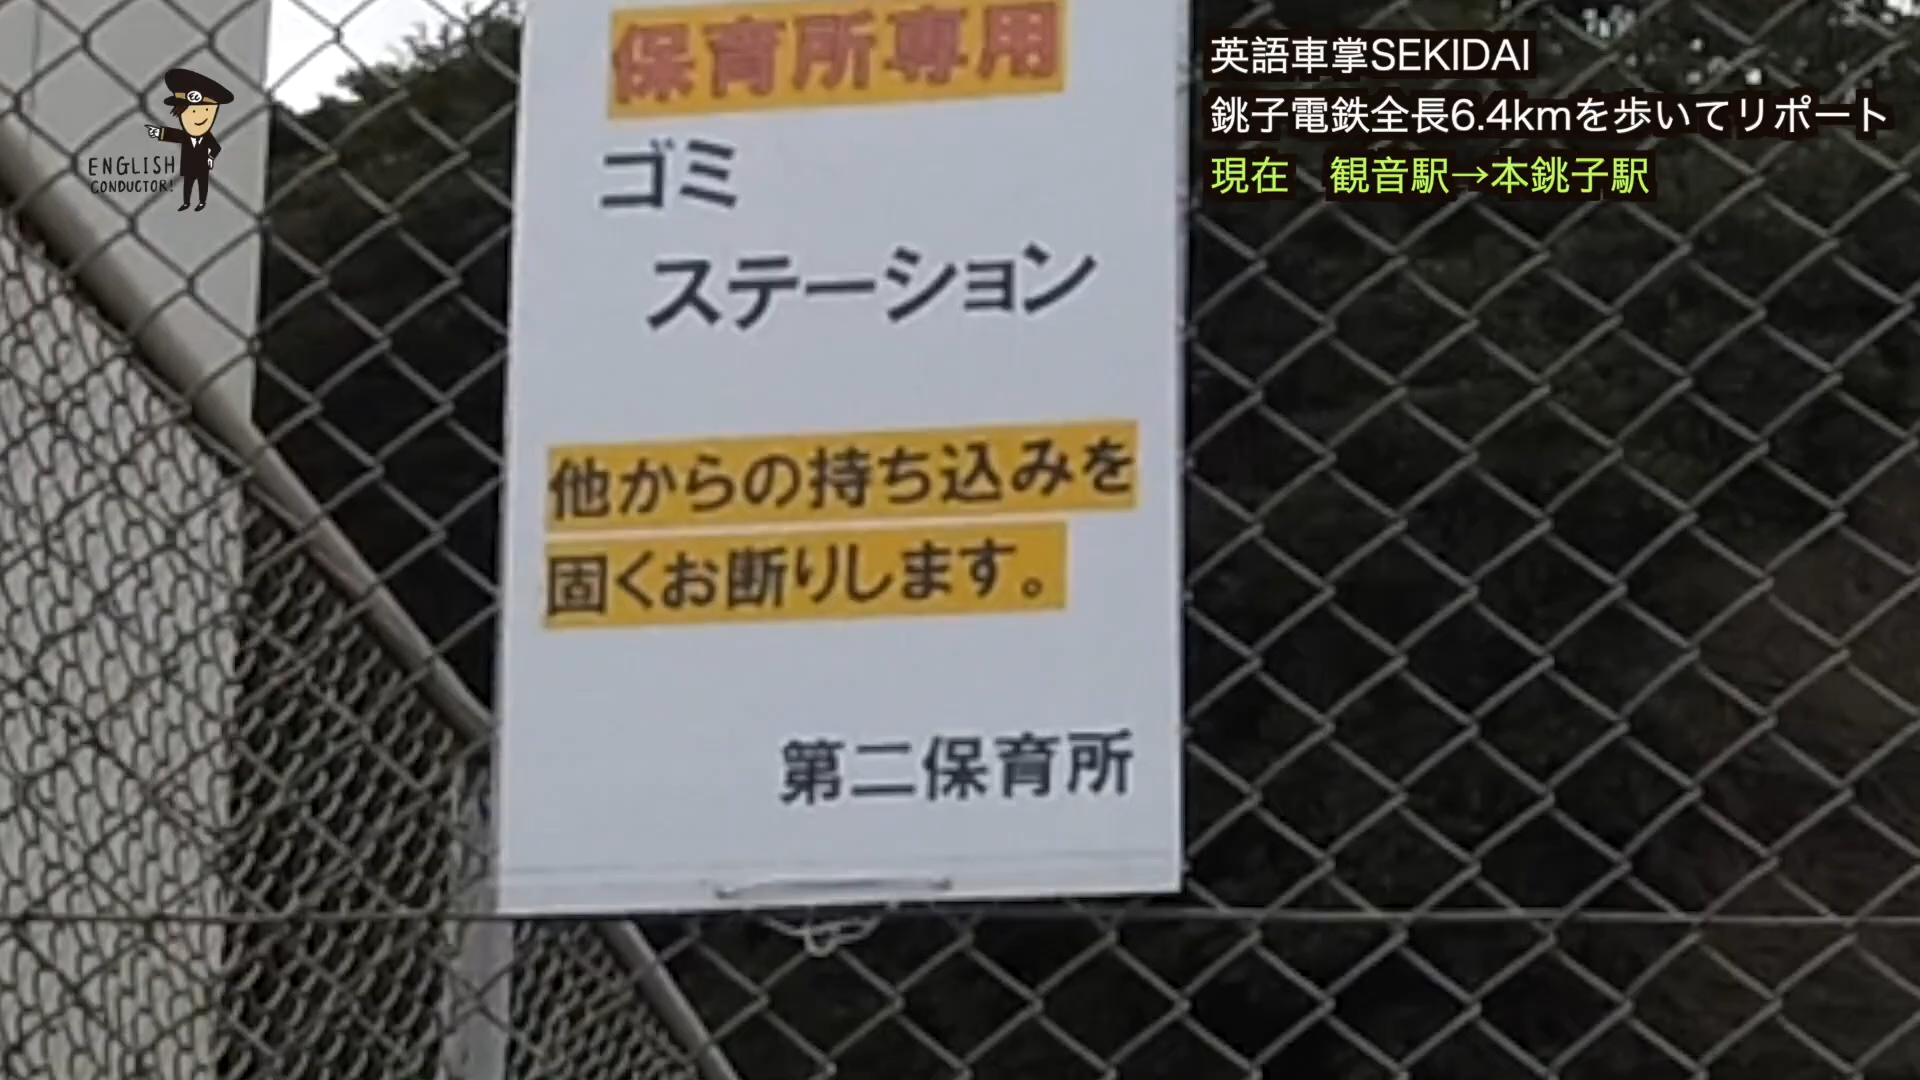 保育所専用
ゴミ
ステーション
他からの持ち込みを
固くお断りします。
第二保育所
英語車掌SEKIDAI
銚子電鉄全長6.4kmを歩いてリポート
現在　観音駅→本銚子駅
ENGLISH
CONDUCTOR!